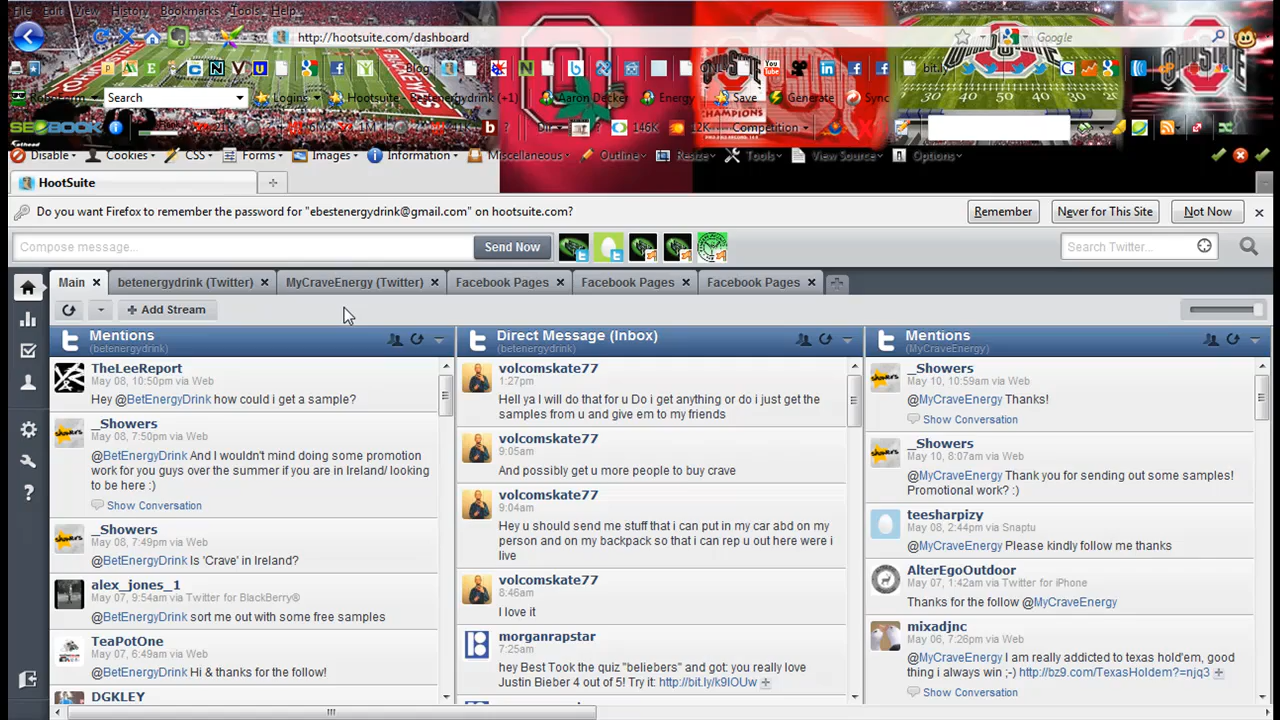 File Edit View History Bookmarks Tools Help
http://hootsuite.com/dashboard
Google
Blog
You Tube
bit.ly
Search
Logins
Hootsuite - Bestenergydrink (+1)
Aaron Decker
Energy
Save
Generate
Sync
SEOBOOK
146K
12K
Competition
Disable Cookies CSS Forms Images Information Miscellaneous Outline Resize Tools View Source Options
HootSuite
Do you want Firefox to remember the password for "ebestenergydrink@gmail.com" on hootsuite.com?
Remember
Never for This Site
Not Now
Compose message...
Send Now
Search Twitter...
Main
betenergydrink (Twitter)
MyCraveEnergy (Twitter)
Facebook Pages
Facebook Pages
Facebook Pages
Add Stream
Mentions
(betenergydrink)
TheLeeReport
May 08, 10:50pm via Web
Hey @BetEnergyDrink how could i get a sample?
_Showers
May 08, 7:50pm via Web
@BetEnergyDrink And I wouldn't mind doing some promotion
work for you guys over the summer if you are in Ireland/ looking
to be here :)
Show Conversation
_Showers
May 08, 7:49pm via Web
@BetEnergyDrink Is 'Crave' in Ireland?
alex_jones_1
May 07, 9:54am via Twitter for BlackBerry®
@BetEnergyDrink sort me out with some free samples
TeaPotOne
May 07, 6:49am via Web
@BetEnergyDrink Hi & thanks for the follow!
DGKLEY
Direct Message (Inbox)
(betenergydrink)
volcomskate77
1:27pm
Hell ya I will do that for u Do i get anything or do i just get the
samples from u and give em to my friends
volcomskate77
9:05am
And possibly get u more people to buy crave
volcomskate77
9:04am
Hey u should send me stuff that i can put in my car abd on my
person and on my backpack so that i can rep u out here were i
live
volcomskate77
8:46am
I love it
morganrapstar
7:25am
hey Best Took the quiz "beliebers" and got: you really love
Justin Bieber 4 out of 5! Try it: http://bit.ly/k9IOUw
Mentions
(MyCraveEnergy)
_Showers
May 10, 10:59am via Web
@MyCraveEnergy Thanks!
Show Conversation
_Showers
May 10, 8:07am via Web
@MyCraveEnergy Thank you for sending out some samples!
Promotional work? :)
teesharpizy
May 08, 2:44pm via Snaptu
@MyCraveEnergy Please kindly follow me thanks
AlterEgoOutdoor
May 07, 1:42am via Twitter for iPhone
Thanks for the follow @MyCraveEnergy
mixadjnc
May 06, 7:26pm via Web
@MyCraveEnergy I am really addicted to texas hold'em, good
thing i always win ;-) http://bz9.com/TexasHoldem?=njq3
Show Conversation